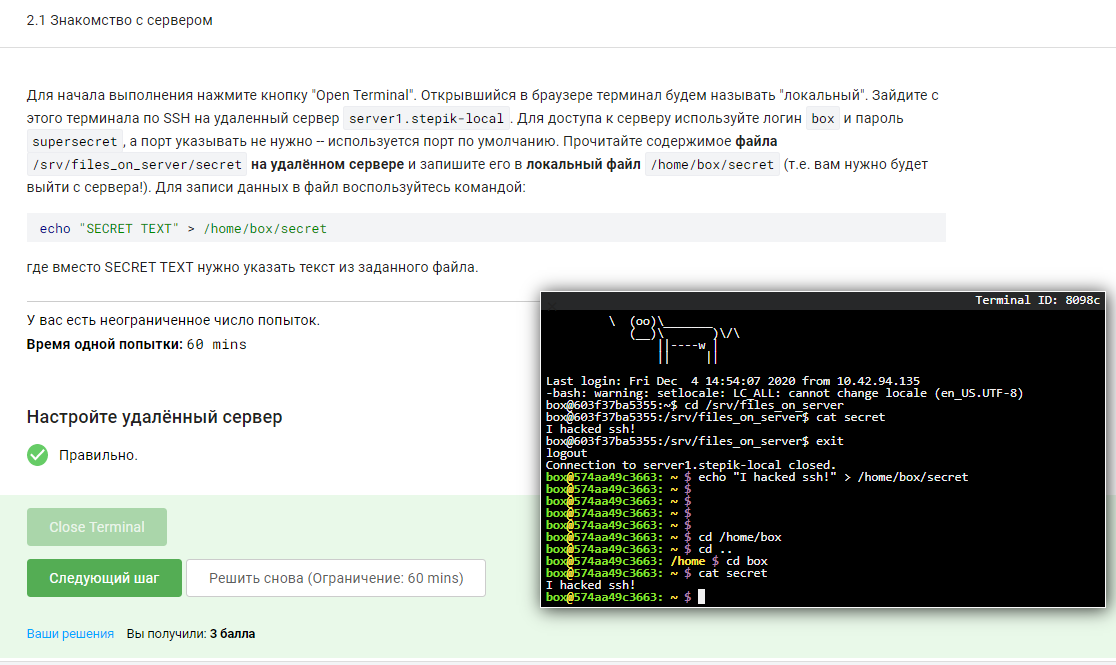 2.1 Знакомство с сервером
Для начала выполнения нажмите кнопку "Open Terminal". Открывшийся в браузере терминал будем называть "локальный". Зайдите с
этого терминала по SSH на удаленный сервер server1.stepik-local . Для доступа к серверу используйте логин box и пароль
supersecret , а порт указывать не нужно -- используется порт по умолчанию. Прочитайте содержимое файла
/srv/files_on_server/secret на удалённом сервере и запишите его в локальный файл /home/box/secret (т.е. вам нужно будет
выйти с сервера!). Для записи данных в файл воспользуйтесь командой:
echo "SECRET TEXT" > /home/box/secret
где вместо SECRET TEXT нужно указать текст из заданного файла.
У вас есть неограниченное число попыток.
Время одной попытки: 60 mins
Настройте удалённый сервер
Правильно.
Close Terminal
Следующий шаг
Решить снова (Ограничение: 60 mins)
Ваши решения Вы получили: 3 балла
Terminal ID: 8098c
\  (oo)\_______
(__)\       )\/\
||----w |
||     ||
Last login: Fri Dec  4 14:54:07 2020 from 10.42.94.135
-bash: warning: setlocale: LC_ALL: cannot change locale (en_US.UTF-8)
box@603f37ba5355:~$ cd /srv/files_on_server
box@603f37ba5355:/srv/files_on_server$ cat secret
I hacked ssh!
box@603f37ba5355:/srv/files_on_server$ exit
logout
Connection to server1.stepik-local closed.
box@574aa49c3663: ~ $ echo "I hacked ssh!" > /home/box/secret
box@574aa49c3663: ~ $
box@574aa49c3663: ~ $
box@574aa49c3663: ~ $
box@574aa49c3663: ~ $
box@574aa49c3663: ~ $ cd /home/box
box@574aa49c3663: ~ $ cd ..
box@574aa49c3663: /home $ cd box
box@574aa49c3663: ~ $ cat secret
I hacked ssh!
box@574aa49c3663: ~ $